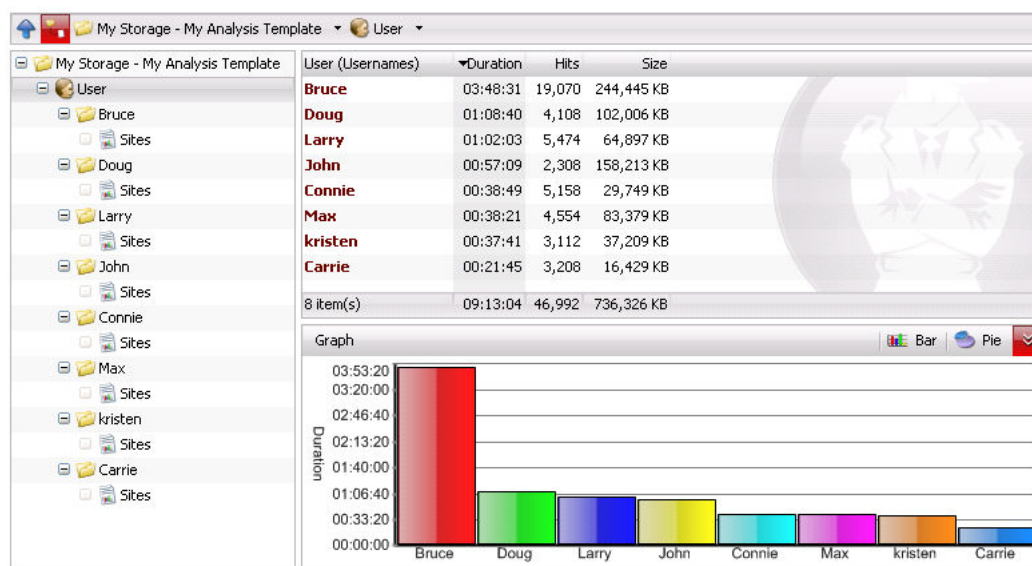 My Storage - My Analysis Template User
My Storage - My Analysis Template
User
Bruce
Sites
Doug
Sites
Larry
Sites
John
Sites
Connie
Sites
Max
Sites
kristen
Sites
Carrie
Sites
User (Usernames) Duration Hits Size
Bruce 03:48:31 19,070 244,445 KB
Doug 01:08:40 4,108 102,006 KB
Larry 01:02:03 5,474 64,897 KB
John 00:57:09 2,308 158,213 KB
Connie 00:38:49 5,158 29,749 KB
Max 00:38:21 4,554 83,379 KB
kristen 00:37:41 3,112 37,209 KB
Carrie 00:21:45 3,208 16,429 KB
8 item(s) 09:13:04 46,992 736,326 KB
Graph Bar Pie
Duration
03:53:20
03:20:00
02:46:40
02:13:20
01:40:00
01:06:40
00:33:20
00:00:00
Bruce Doug Larry John Connie Max kristen Carrie